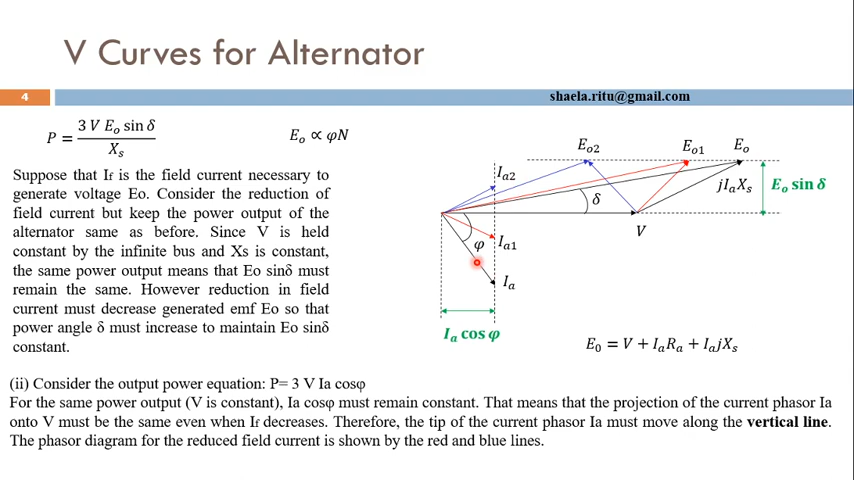 V Curves for Alternator
4
shaela.ritu@gmail.com
P = 3 V Eₒ sin δ / Xₛ
Eₒ ∝ φN
Suppose that If is the field current necessary to
generate voltage Eo. Consider the reduction of
field current but keep the power output of the
alternator same as before. Since V is held
constant by the infinite bus and Xs is constant,
the same power output means that Eo sinδ must
remain the same. However reduction in field
current must decrease generated emf Eo so that
power angle δ must increase to maintain Eo sinδ
constant.
Eₒ₂
Eₒ₁
Eₒ
Iₐ₂
jIₐXₛ
Eₒ sin δ
δ
V
φ
Iₐ₁
Iₐ
Iₐ cos φ
E₀ = V + IₐRₐ + IₐjXₛ
(ii) Consider the output power equation: P= 3 V Ia cosφ
For the same power output (V is constant), Ia cosφ must remain constant. That means that the projection of the current phasor Ia
onto V must be the same even when If decreases. Therefore, the tip of the current phasor Ia must move along the vertical line.
The phasor diagram for the reduced field current is shown by the red and blue lines.